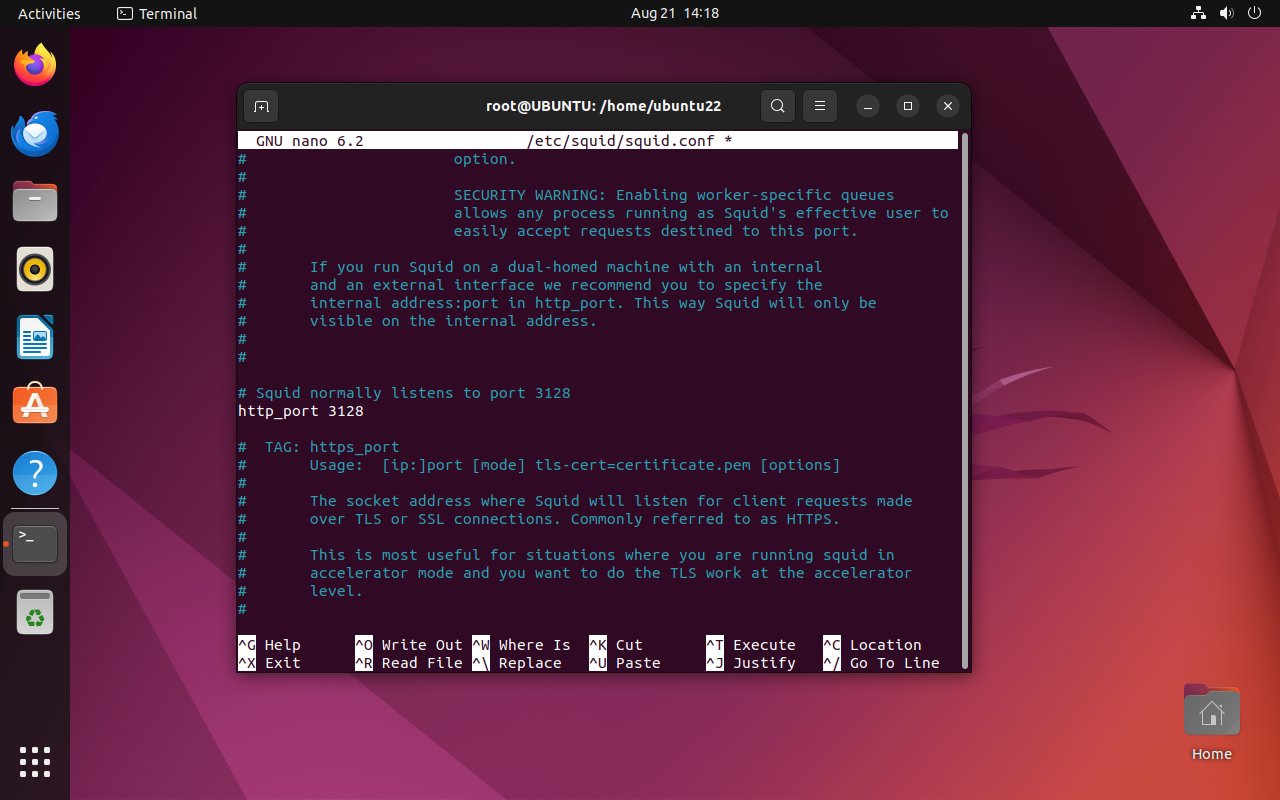 Activities Terminal Aug 21 14:18
root@UBUNTU: /home/ubuntu22
GNU nano 6.2 /etc/squid/squid.conf *
# option.
#
# SECURITY WARNING: Enabling worker-specific queues
# allows any process running as Squid's effective user to
# easily accept requests destined to this port.
#
# If you run Squid on a dual-homed machine with an internal
# and an external interface we recommend you to specify the
# internal address:port in http_port. This way Squid will only be
# visible on the internal address.
#
#
# Squid normally listens to port 3128
http_port 3128
# TAG: https_port
# Usage: [ip:]port [mode] tls-cert=certificate.pem [options]
#
# The socket address where Squid will listen for client requests made
# over TLS or SSL connections. Commonly referred to as HTTPS.
#
# This is most useful for situations where you are running squid in
# accelerator mode and you want to do the TLS work at the accelerator
# level.
#
^G Help ^O Write Out ^W Where Is ^K Cut ^T Execute ^C Location
^X Exit ^R Read File ^\ Replace ^U Paste ^J Justify ^/ Go To Line
Home